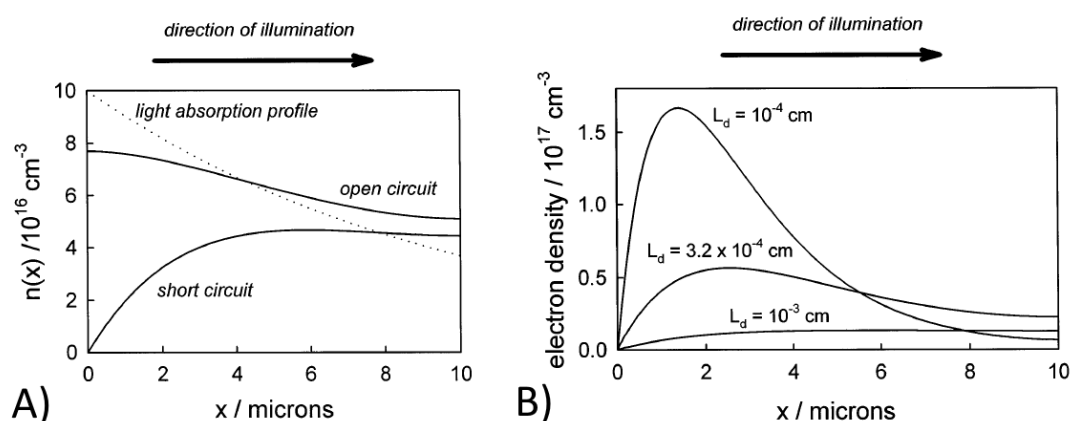 direction of illumination
10
8
6
4
2
0
n(x) /10^16 cm^-3
light absorption profile
open circuit
short circuit
0 2 4 6 8 10
x / microns
A)
direction of illumination
1.5
1.0
0.5
0.0
electron density / 10^17 cm^-3
L_d = 10^-4 cm
L_d = 3.2 x 10^-4 cm
L_d = 10^-3 cm
0 2 4 6 8 10
x / microns
B)